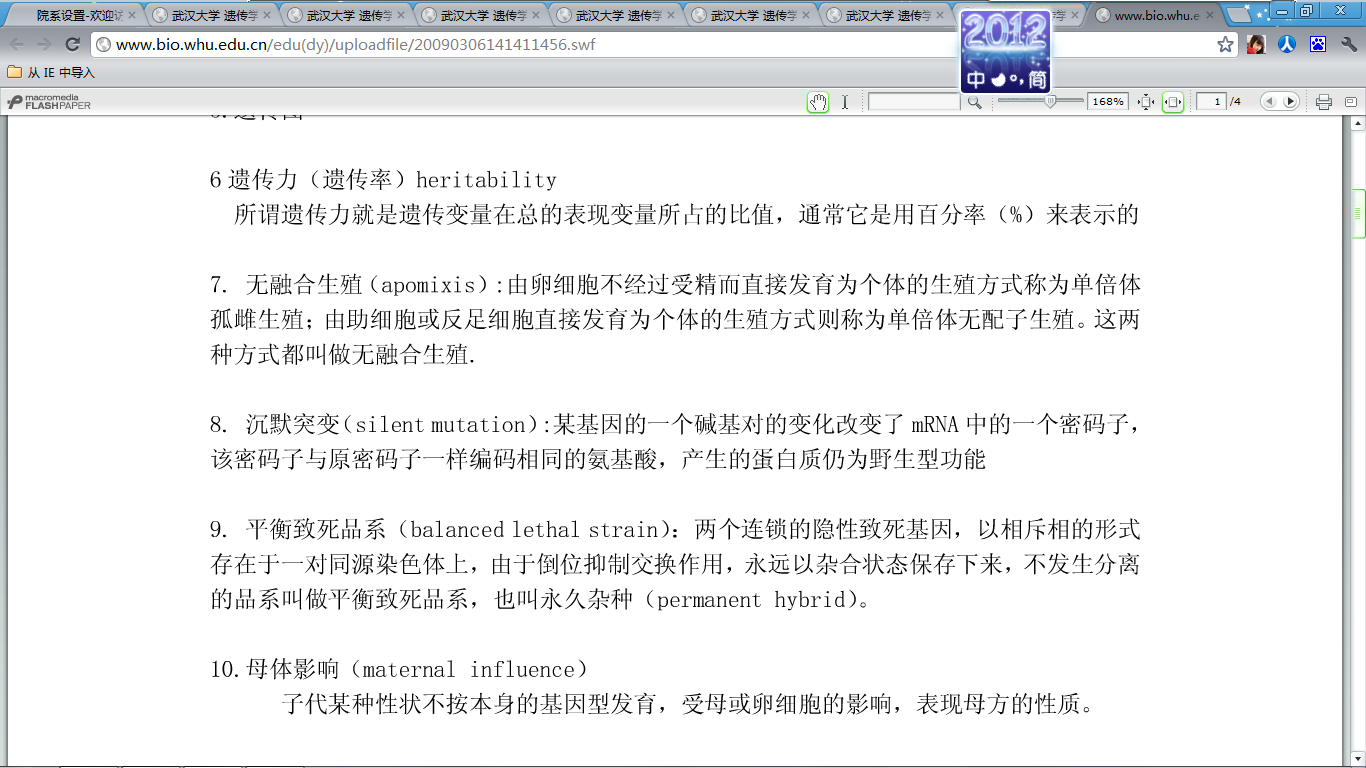 院系设置-欢迎访
武汉大学 遗传学
武汉大学 遗传学
武汉大学 遗传学
武汉大学 遗传学
武汉大学 遗传学
武汉大学 遗传学
www.bio.whu.e
www.bio.whu.edu.cn/edu(dy)/uploadfile/20090306141411456.swf
2012
中 简
从 IE 中导入
macromedia
FLASHPAPER
168%
1 /4
6 遗传力（遗传率）heritability
所谓遗传力就是遗传变量在总的表现变量所占的比值，通常它是用百分率（%）来表示的
7. 无融合生殖（apomixis）:由卵细胞不经过受精而直接发育为个体的生殖方式称为单倍体
孤雌生殖；由助细胞或反足细胞直接发育为个体的生殖方式则称为单倍体无配子生殖。这两
种方式都叫做无融合生殖.
8. 沉默突变（silent mutation）:某基因的一个碱基对的变化改变了 mRNA 中的一个密码子，
该密码子与原密码子一样编码相同的氨基酸，产生的蛋白质仍为野生型功能
9. 平衡致死品系（balanced lethal strain）：两个连锁的隐性致死基因，以相斥相的形式
存在于一对同源染色体上，由于倒位抑制交换作用，永远以杂合状态保存下来，不发生分离
的品系叫做平衡致死品系，也叫永久杂种（permanent hybrid）。
10.母体影响（maternal influence）
子代某种性状不按本身的基因型发育，受母或卵细胞的影响，表现母方的性质。